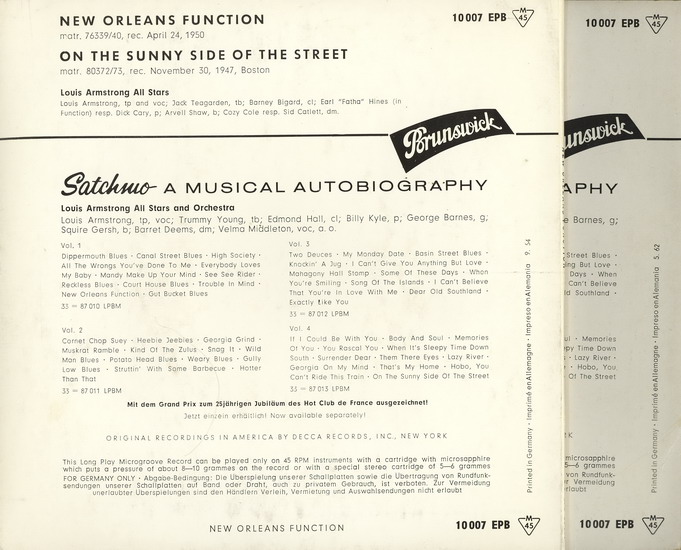 NEW ORLEANS FUNCTION
matr. 76339/40, rec. April 24, 1950
10 007 EPB M 45
10 007 EPB M 45
ON THE SUNNY SIDE OF THE STREET
matr. 80372/73, rec. November 30, 1947, Boston
Louis Armstrong All Stars
Louis Armstrong, tp and voc; Jack Teagarden, tb; Barney Bigard, cl; Earl "Fatha" Hines (in
Function) resp. Dick Cary, p; Arvell Shaw, b; Cozy Cole resp. Sid Catlett, dm.
Brunswick
unswick
Satchmo A MUSICAL AUTOBIOGRAPHY
APHY
Louis Armstrong All Stars and Orchestra
Louis Armstrong, tp, voc; Trummy Young, tb; Edmond Hall, cl; Billy Kyle, p; George Barnes, g;
e Barnes, g;
Squire Gersh, b; Barret Deems, dm; Velma Middleton, voc, a. o.
Vol. 1
Dippermouth Blues · Canal Street Blues · High Society ·
All The Wrongs You've Done To Me · Everybody Loves
My Baby · Mandy Make Up Your Mind · See See Rider ·
Reckless Blues · Court House Blues · Trouble In Mind ·
New Orleans Function · Gut Bucket Blues
33 = 87 010 LPBM
Vol. 3
Two Deuces · My Monday Date · Basin Street Blues ·
Knockin' A Jug · I Can't Give You Anything But Love ·
Mahagony Hall Stomp · Some Of These Days · When
You're Smiling · Song Of The Islands · I Can't Believe
That You're In Love With Me · Dear Old Southland ·
Exactly Like You
33 = 87 012 LPBM
Street Blues ·
ing But Love ·
Days · When
Can't Believe
d Southland ·
Vol. 2
Cornet Chop Suey · Heebie Jeebies · Georgia Grind ·
Muskrat Ramble · Kind Of The Zulus · Snag It · Wild
Man Blues · Potato Head Blues · Weary Blues · Gully
Low Blues · Struttin' With Some Barbecue · Hotter
Than That
33 = 87 011 LPBM
Vol. 4
If I Could Be With You · Body And Soul · Memories
Of You · You Rascal You · When It's Sleepy Time Down
South · Surrender Dear · Them There Eyes · Lazy River ·
Georgia On My Mind · That's My Home · Hobo, You
Can't Ride This Train · On The Sunny Side Of The Street
33 = 87 013 LPBM
· Memories
py Time Down
· Lazy River ·
Hobo, You
Of The Street
Mit dem Grand Prix zum 25jährigen Jubiläum des Hot Club de France ausgezeichnet!
Jetzt einzeln erhältlich! Now available separately!
ORIGINAL RECORDINGS IN AMERICA BY DECCA RECORDS, INC., NEW YORK
RK
This Long Play Microgroove Record can be played only on 45 RPM instruments with a cartridge with microsapphire
which puts a pressure of about 8—10 grammes on the record or with a special stereo cartridge of 5—6 grammes
FOR GERMANY ONLY · Abgabe-Bedingung: Die Überspielung unserer Schallplatten sowie die Übertragung von Rundfunk-
sendungen unserer Schallplatten auf Band oder Draht, auch zu privatem Gebrauch, ist verboten. Zur Vermeidung
unerlaubter Überspielungen sind den Händlern Verleih, Vermietung und Auswahlsendungen nicht erlaubt
microsapphire
5—6 grammes
von Rundfunk-
r Vermeidung
rlaubt
Printed in Germany · Imprimé en Allemagne · Impreso en Alemania 9. 54
Printed in Germany · Imprimé en Allemagne · Impreso en Alemania 5. 62
NEW ORLEANS FUNCTION
10 007 EPB M 45
10 007 EPB M 45